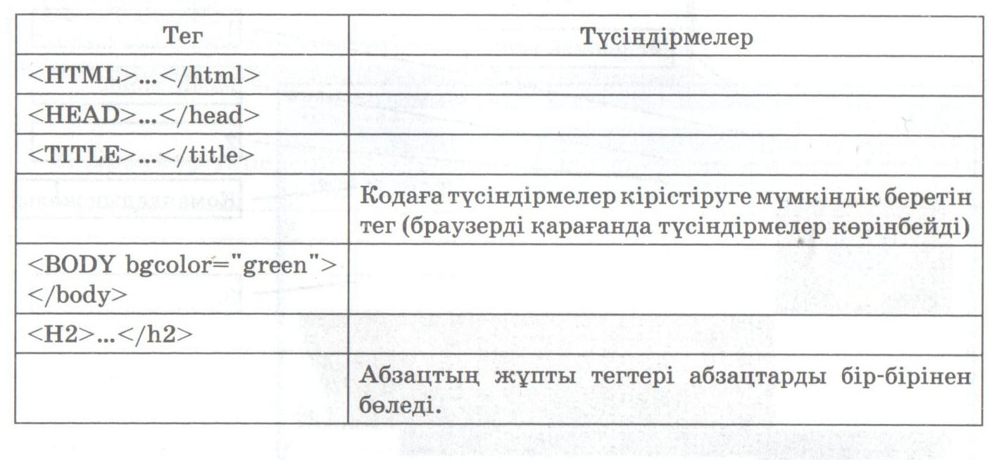 Тег
Түсіндірмелер
<HTML>... </html>
<HEAD>...</head>
<TITLE>... </title>
Кодаға түсіндірмелер кірістіруге мүмкіндік беретін
тег (браузерді қарағанда түсіндірмелер көрінбейді)
<BODY bgcolor="green">
</body>
<H2>...</h2>
Абзацтың жұпты тегтері абзацтарды бір-бірінен
бөледі.